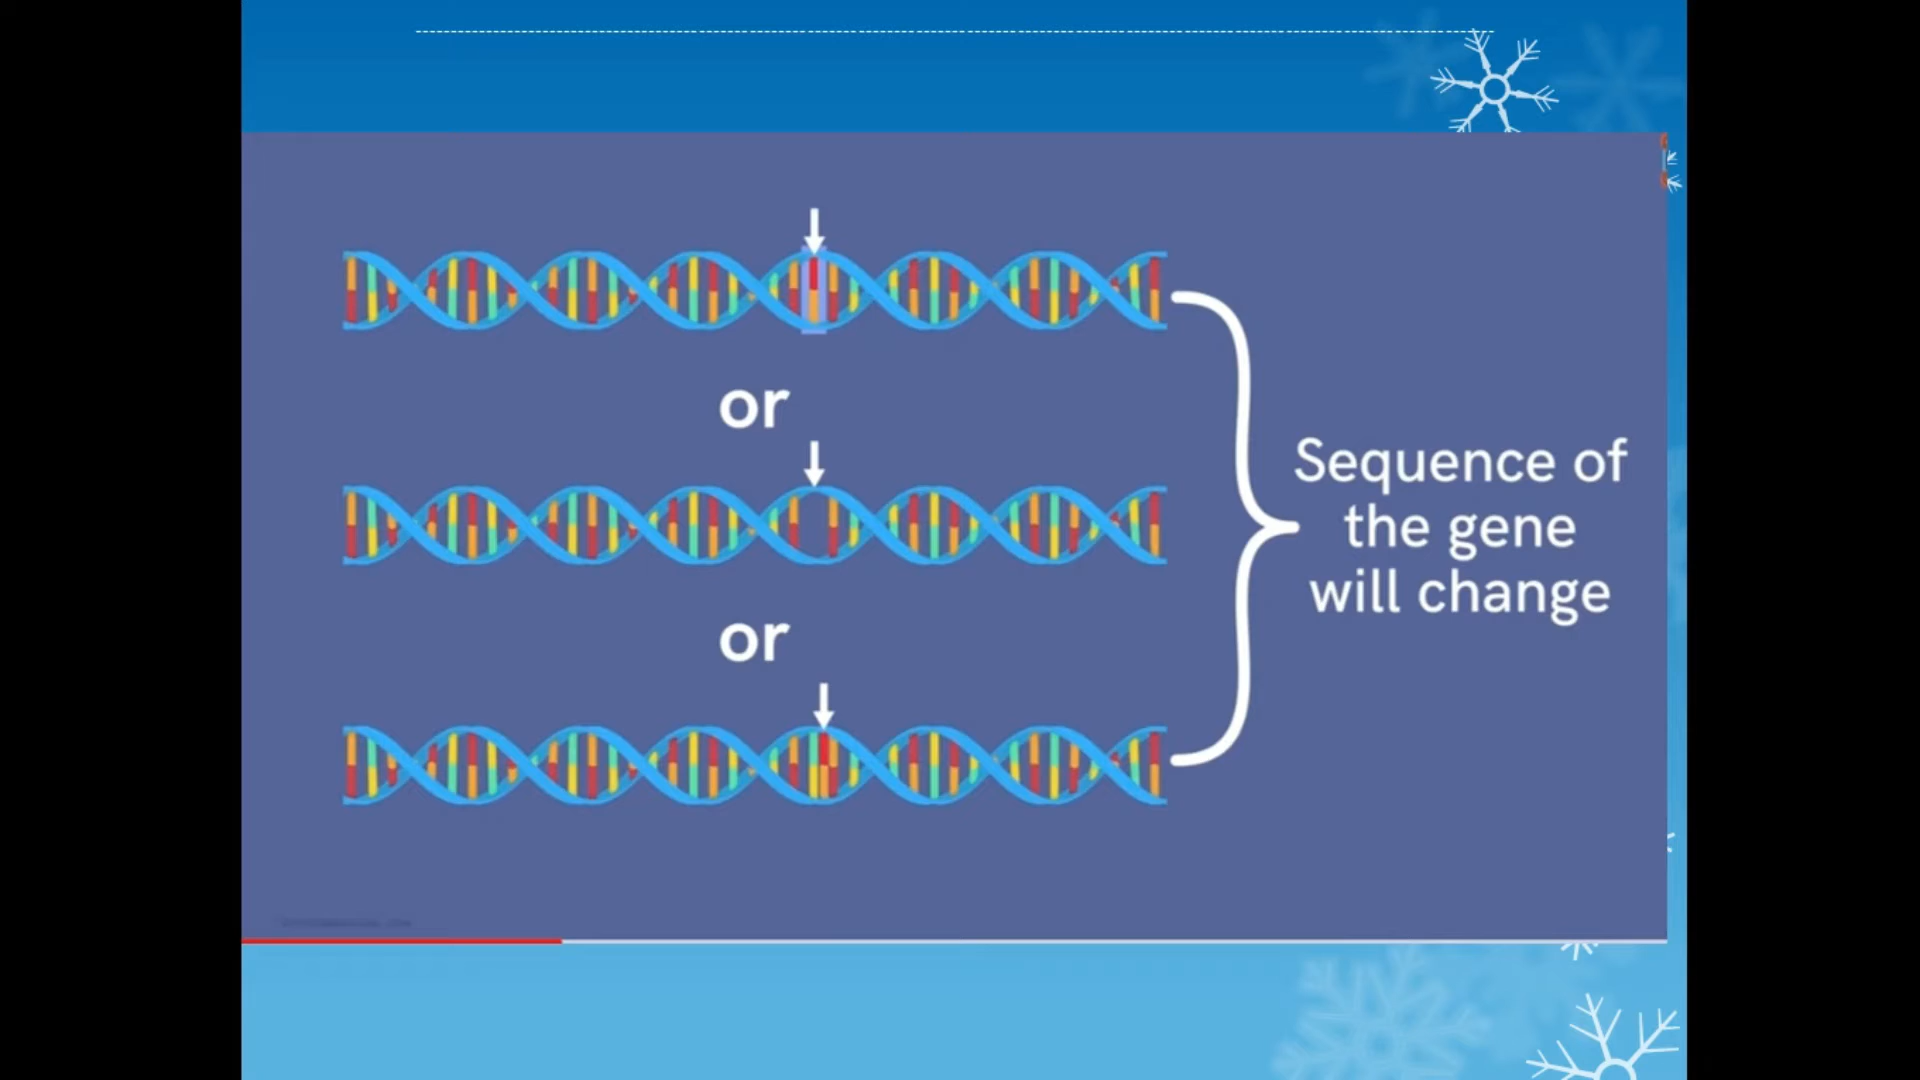 or
or
Sequence of
the gene
will change